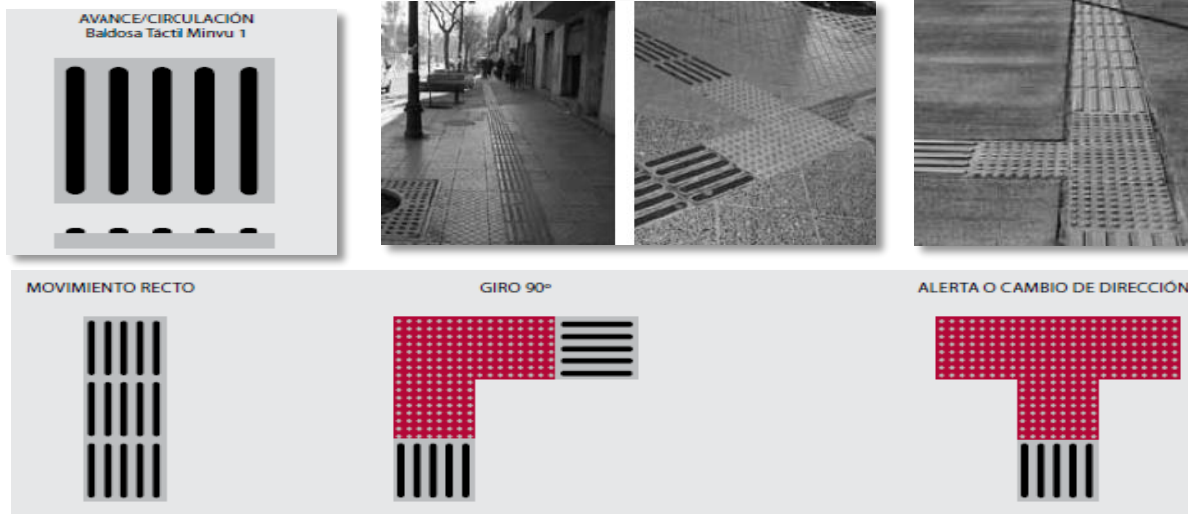 AVANCE/CIRCULACIÓN
Baldosa Táctil Minvu 1
MOVIMIENTO RECTO
GIRO 90º
ALERTA O CAMBIO DE DIRECCIÓN